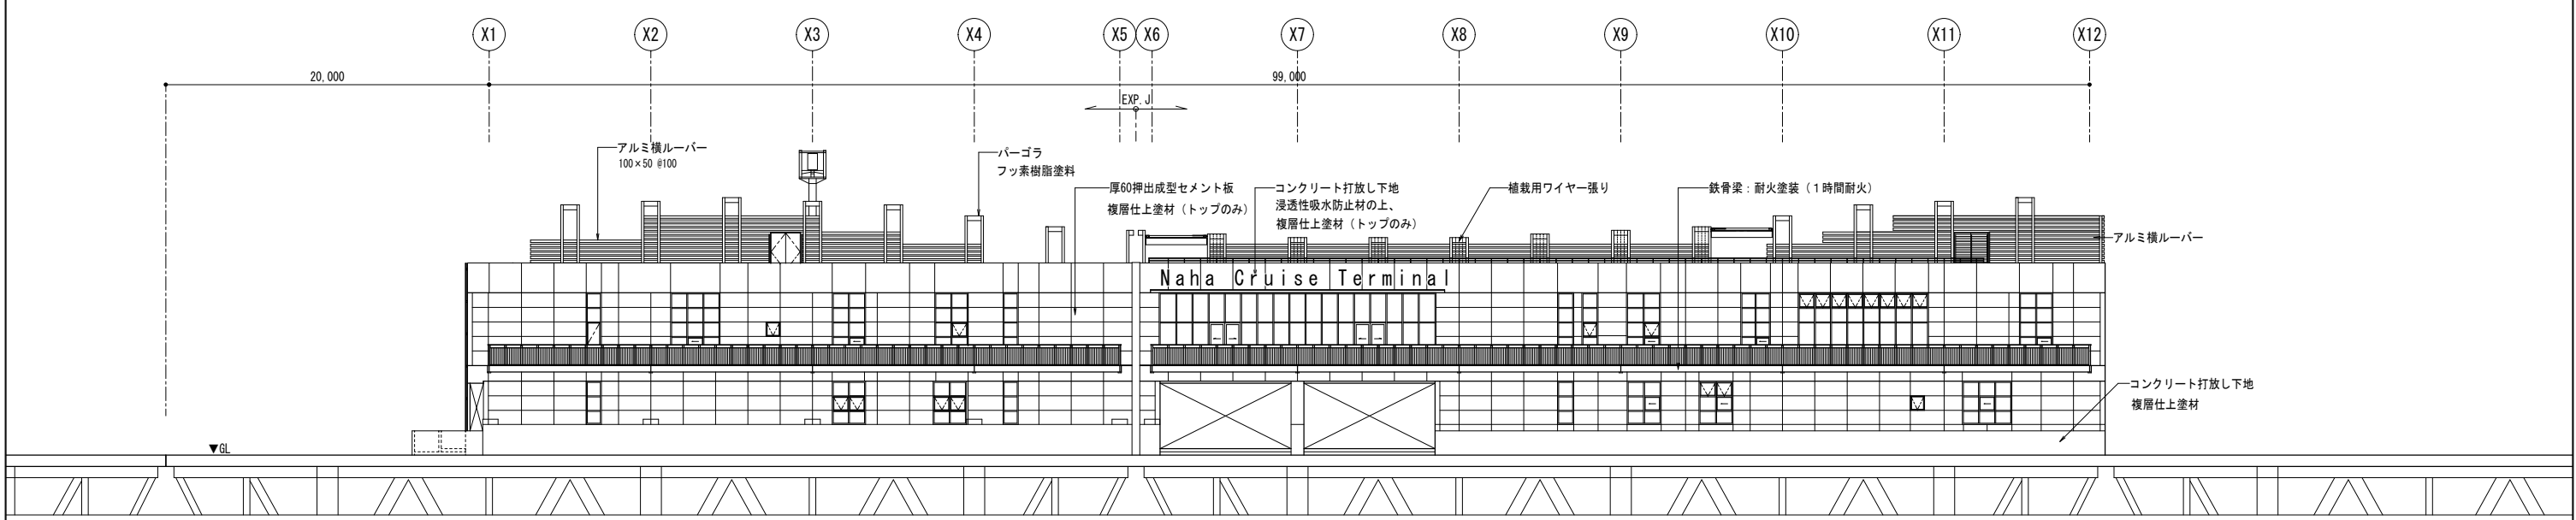 X1 X2 X3 X4 X5 X6 X7 X8 X9 X10 X11 X12
20,000
99,000
EXP.J
アルミ横ルーバー
100×50 @100
パーゴラ
フッ素樹脂塗料
厚60押出成型セメント板
複層仕上塗材（トップのみ）
コンクリート打放し下地
浸透性吸水防止材の上、
複層仕上塗材（トップのみ）
植栽用ワイヤー張り
鉄骨梁：耐火塗装（１時間耐火）
アルミ横ルーバー
Naha Cruise Terminal
コンクリート打放し下地
複層仕上塗材
▼GL